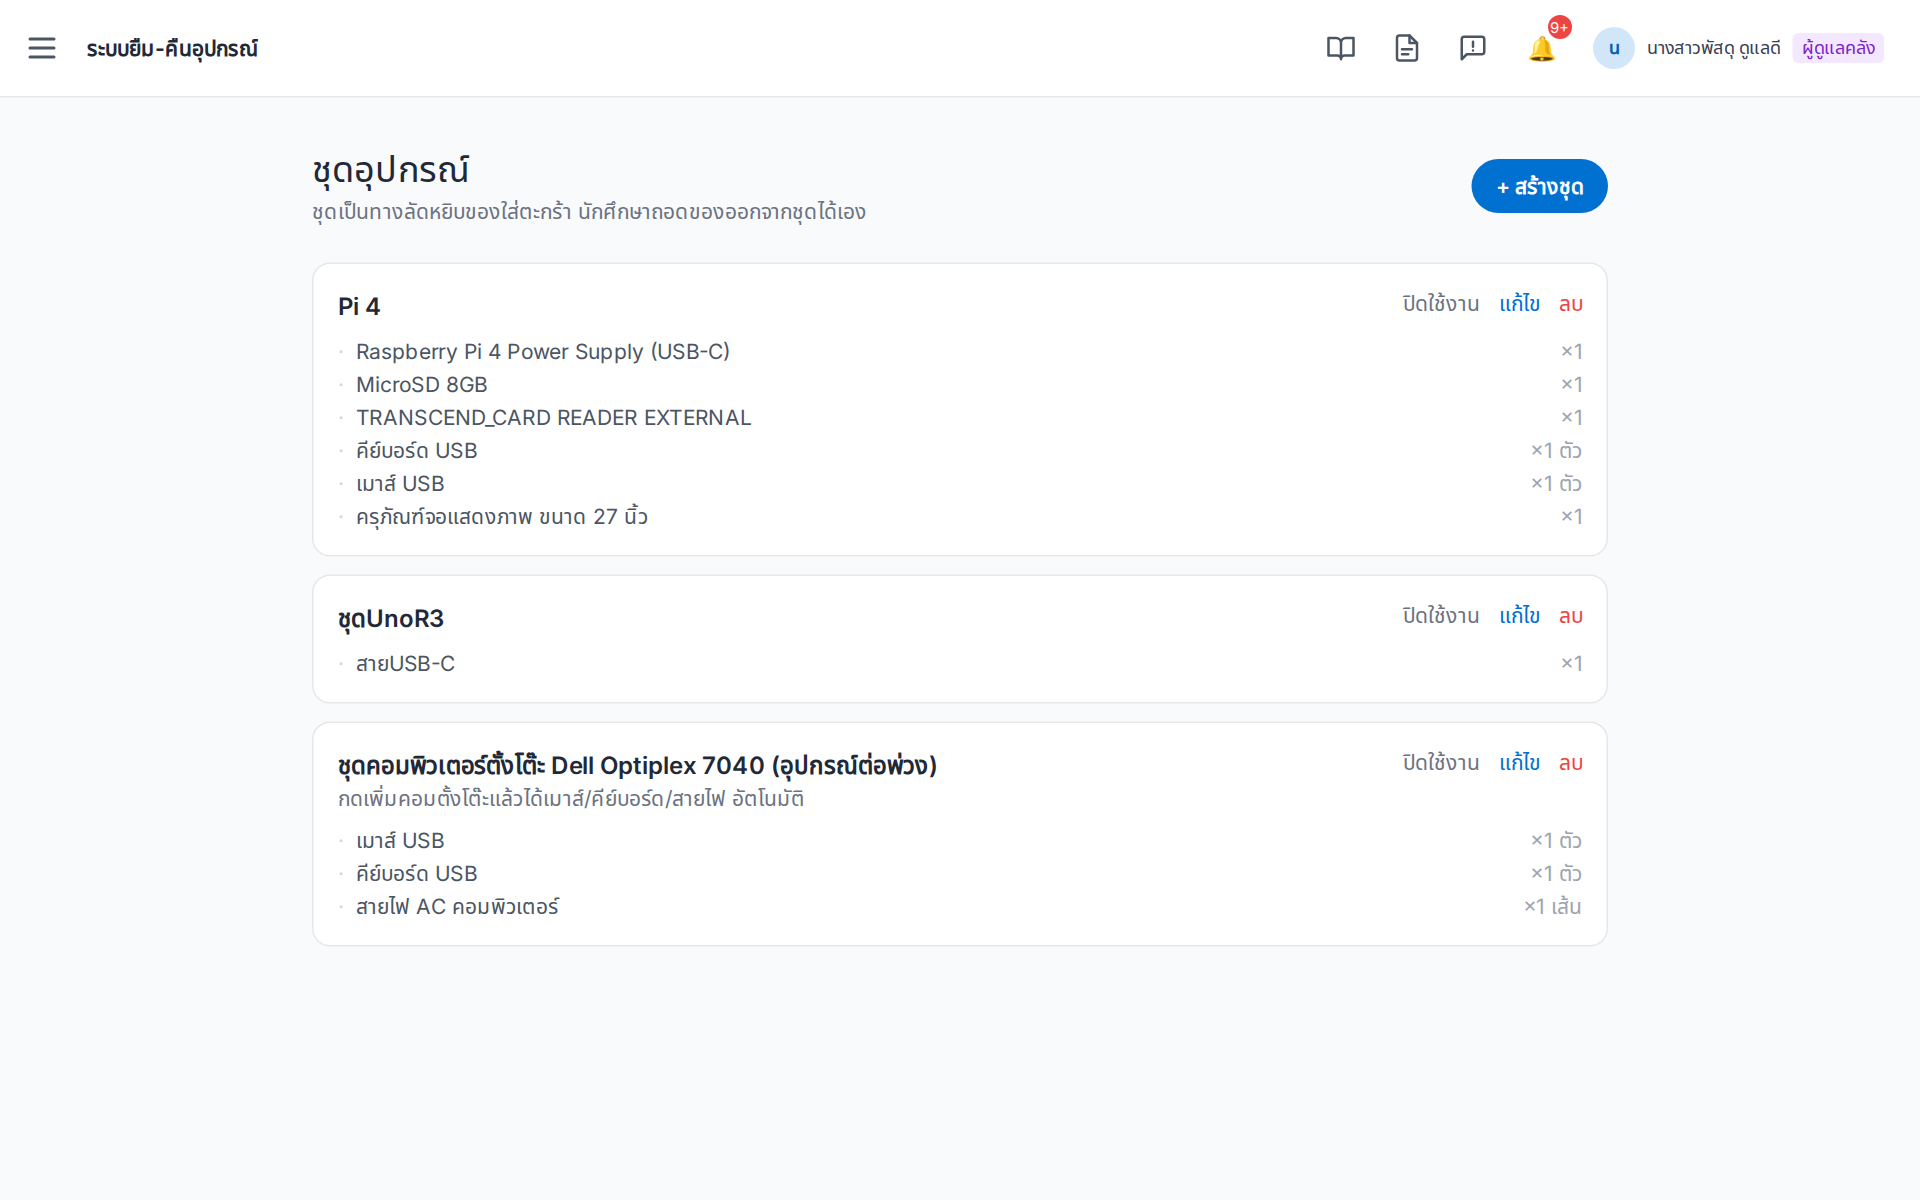 ระบบยืม-คืนอุปกรณ์
9+
น นางสาวพัสดุ ดูแลดี ผู้ดูแลคลัง
ชุดอุปกรณ์
ชุดเป็นทางลัดหยิบของใส่ตะกร้า นักศึกษาถอดของออกจากชุดได้เอง
+ สร้างชุด
Pi 4 ปิดใช้งาน แก้ไข ลบ
· Raspberry Pi 4 Power Supply (USB-C) ×1
· MicroSD 8GB ×1
· TRANSCEND_CARD READER EXTERNAL ×1
· คีย์บอร์ด USB ×1 ตัว
· เมาส์ USB ×1 ตัว
· ครุภัณฑ์จอแสดงภาพ ขนาด 27 นิ้ว ×1
ชุดUnoR3 ปิดใช้งาน แก้ไข ลบ
· สายUSB-C ×1
ชุดคอมพิวเตอร์ตั้งโต๊ะ Dell Optiplex 7040 (อุปกรณ์ต่อพ่วง) ปิดใช้งาน แก้ไข ลบ
กดเพิ่มคอมตั้งโต๊ะแล้วได้เมาส์/คีย์บอร์ด/สายไฟ อัตโนมัติ
· เมาส์ USB ×1 ตัว
· คีย์บอร์ด USB ×1 ตัว
· สายไฟ AC คอมพิวเตอร์ ×1 เส้น